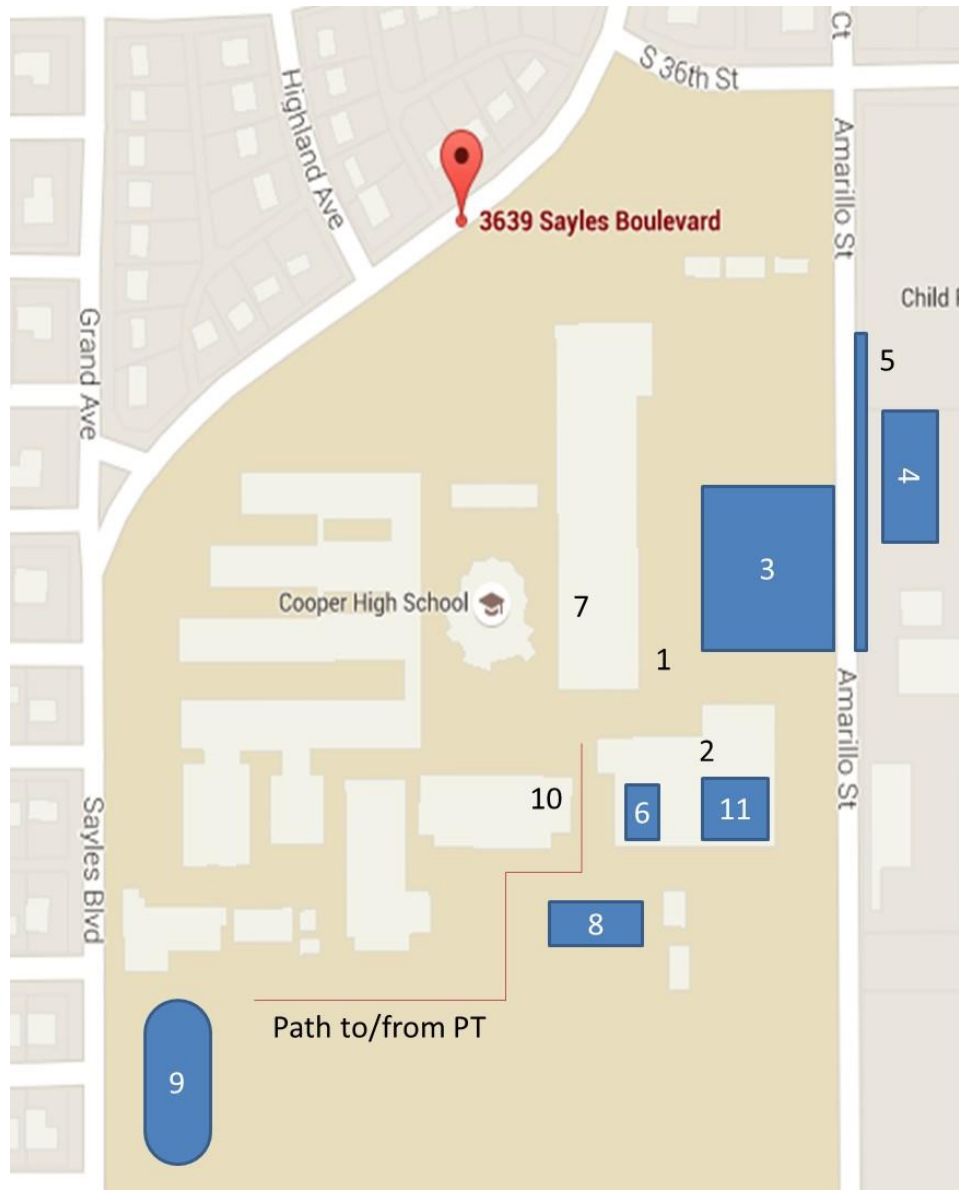 Ct
S 36th St
Highland Ave
Amarillo St
3639 Sayles Boulevard
Child
Grand Ave
5
4
3
Cooper High School
7
1
Amarillo St
2
10
6
11
Sayles Blvd
8
Path to/from PT
9